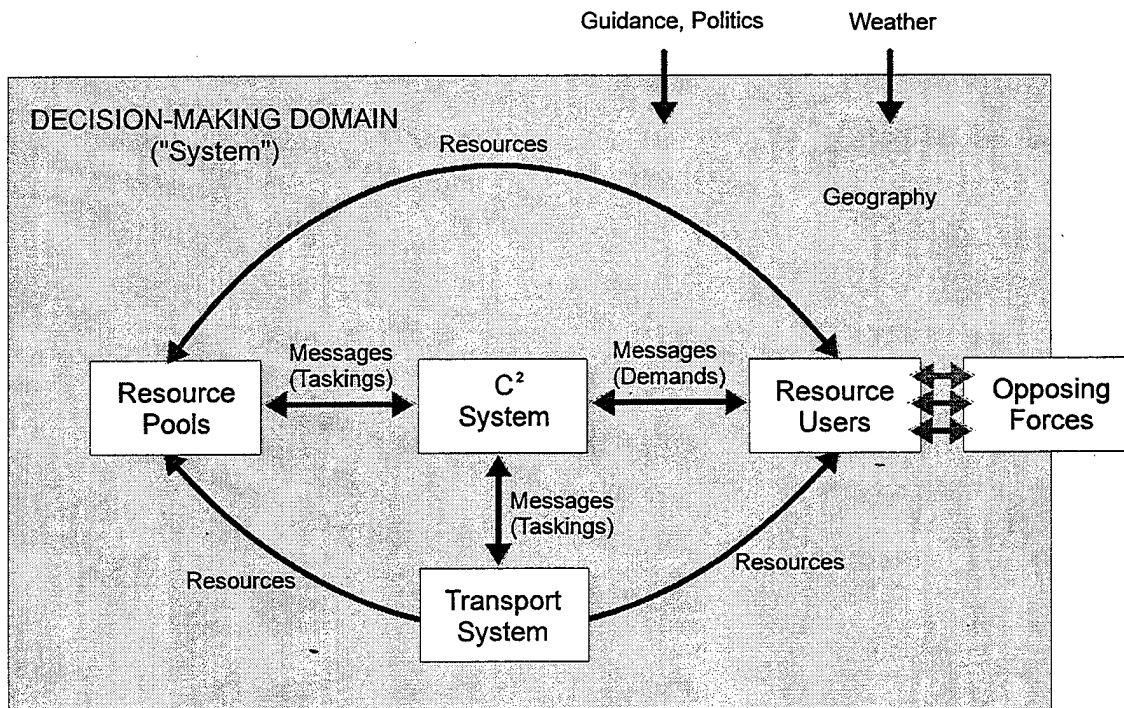 Guidance, Politics
Weather
DECISION-MAKING DOMAIN
("System")
Resources
Geography
Messages
(Taskings)
Messages
(Demands)
Resource
Pools
C²
System
Resource
Users
Opposing
Forces
Messages
(Taskings)
Resources
Resources
Transport
System